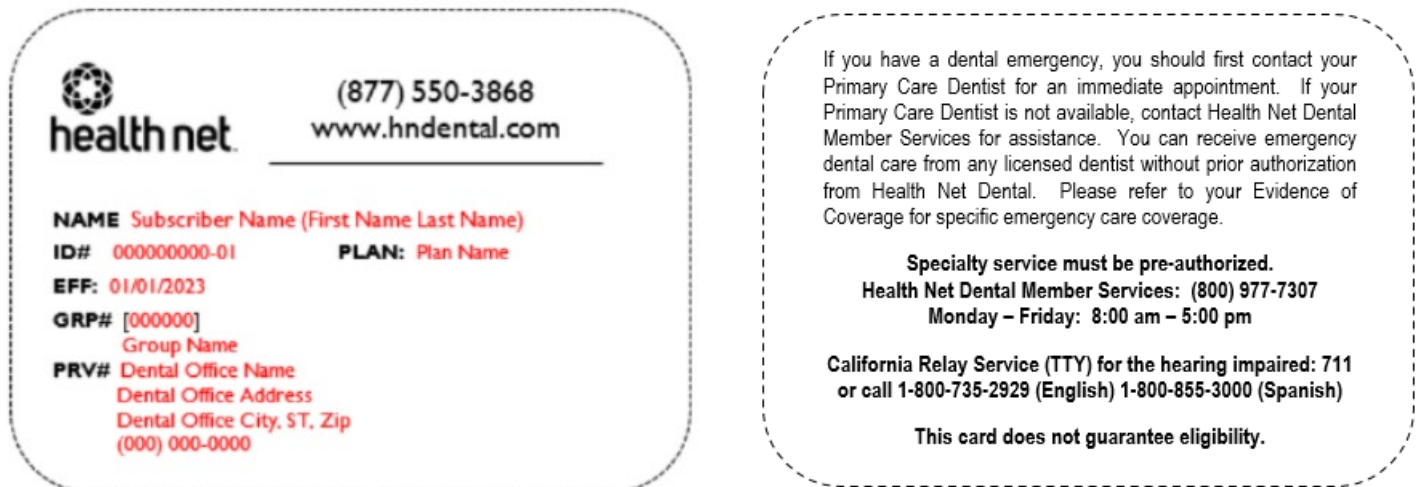 health net.
(877) 550-3868
www.hndental.com
NAME Subscriber Name (First Name Last Name)
ID# 000000000-01 PLAN: Plan Name
EFF: 01/01/2023
GRP# [000000]
Group Name
PRV# Dental Office Name
Dental Office Address
Dental Office City, ST, Zip
(000) 000-0000
If you have a dental emergency, you should first contact your
Primary Care Dentist for an immediate appointment. If your
Primary Care Dentist is not available, contact Health Net Dental
Member Services for assistance. You can receive emergency
dental care from any licensed dentist without prior authorization
from Health Net Dental. Please refer to your Evidence of
Coverage for specific emergency care coverage.
Specialty service must be pre-authorized.
Health Net Dental Member Services: (800) 977-7307
Monday – Friday: 8:00 am – 5:00 pm
California Relay Service (TTY) for the hearing impaired: 711
or call 1-800-735-2929 (English) 1-800-855-3000 (Spanish)
This card does not guarantee eligibility.